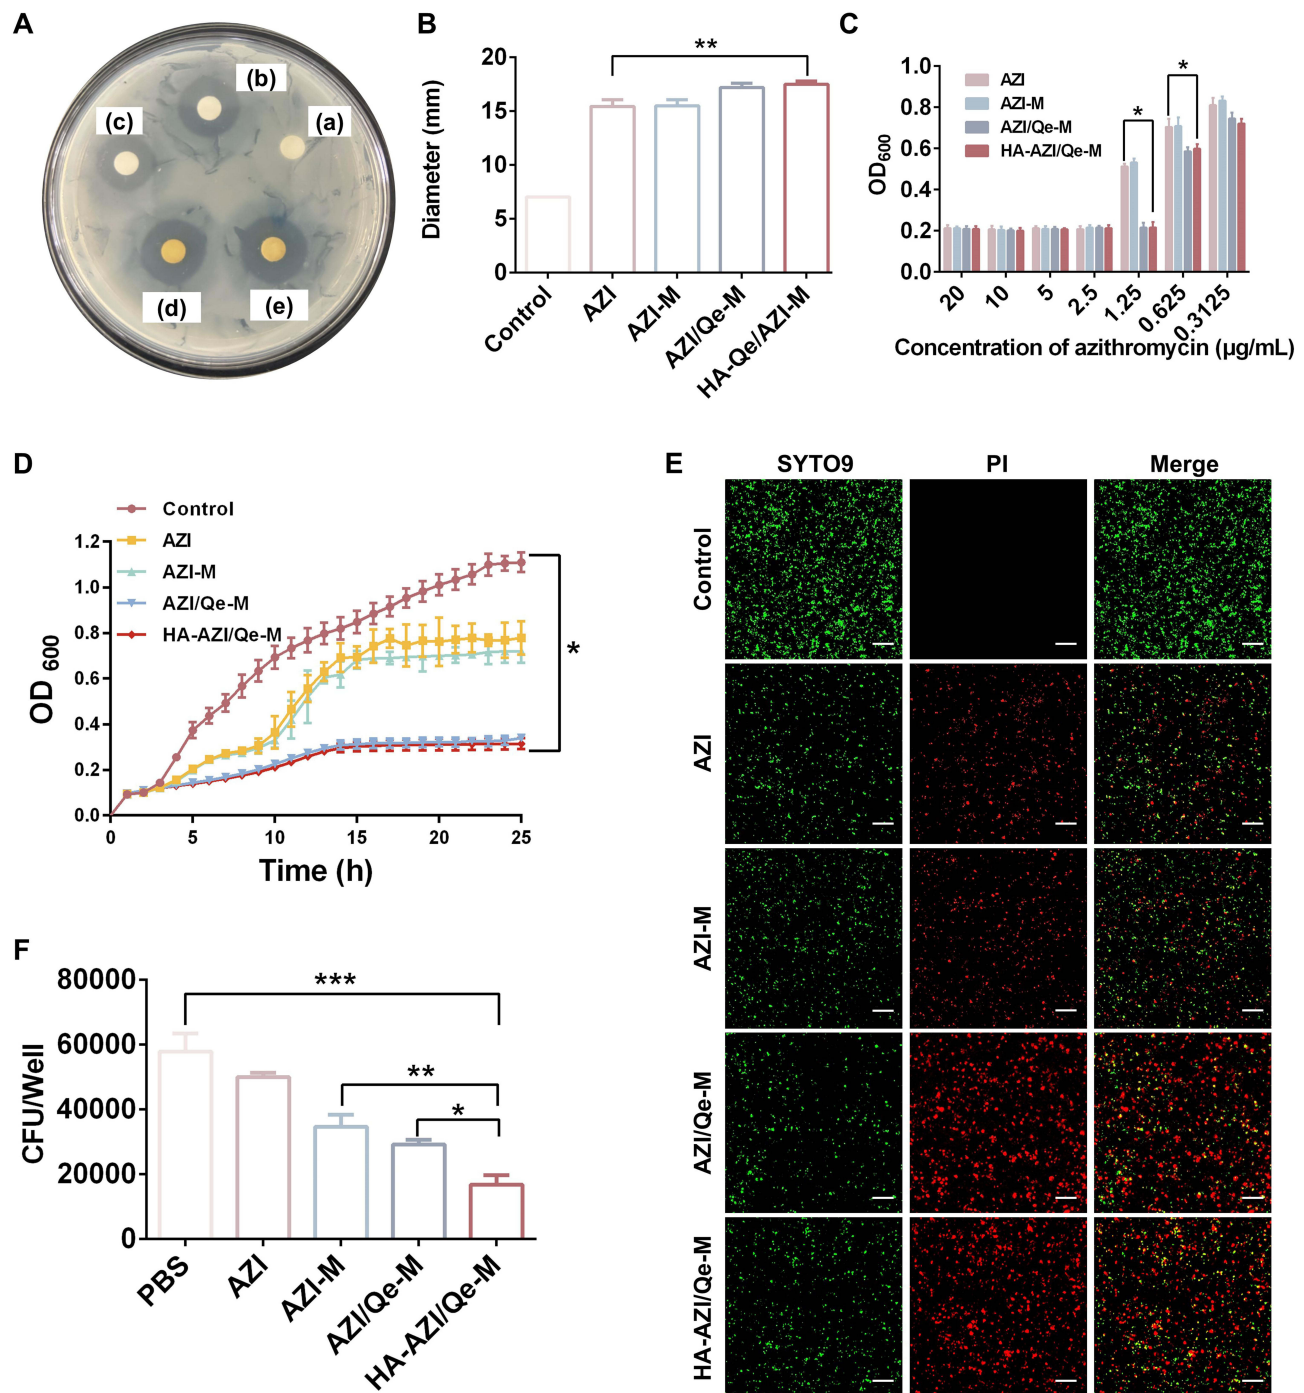 A
(b)
(a)
(c)
(d)
(e)
B
**
20
15
10
5
0
Diameter (mm)
Control
AZI
AZI-M
AZI/Qe-M
HA-Qe/AZI-M
C
1.0
0.8
0.6
0.4
0.2
0.0
OD600
AZI
AZI-M
AZI/Qe-M
HA-AZI/Qe-M
*
*
20
10
5
2.5
1.25
0.625
0.3125
Concentration of azithromycin (μg/mL)
D
Control
AZI
AZI-M
AZI/Qe-M
HA-AZI/Qe-M
1.2
1.0
0.8
0.6
0.4
0.2
0.0
OD 600
*
0
5
10
15
20
25
Time (h)
E
SYTO9
PI
Merge
Control
AZI
AZI-M
AZI/Qe-M
HA-AZI/Qe-M
F
80000
60000
40000
20000
0
CFU/Well
***
**
*
PBS
AZI
AZI-M
AZI/Qe-M
HA-AZI/Qe-M